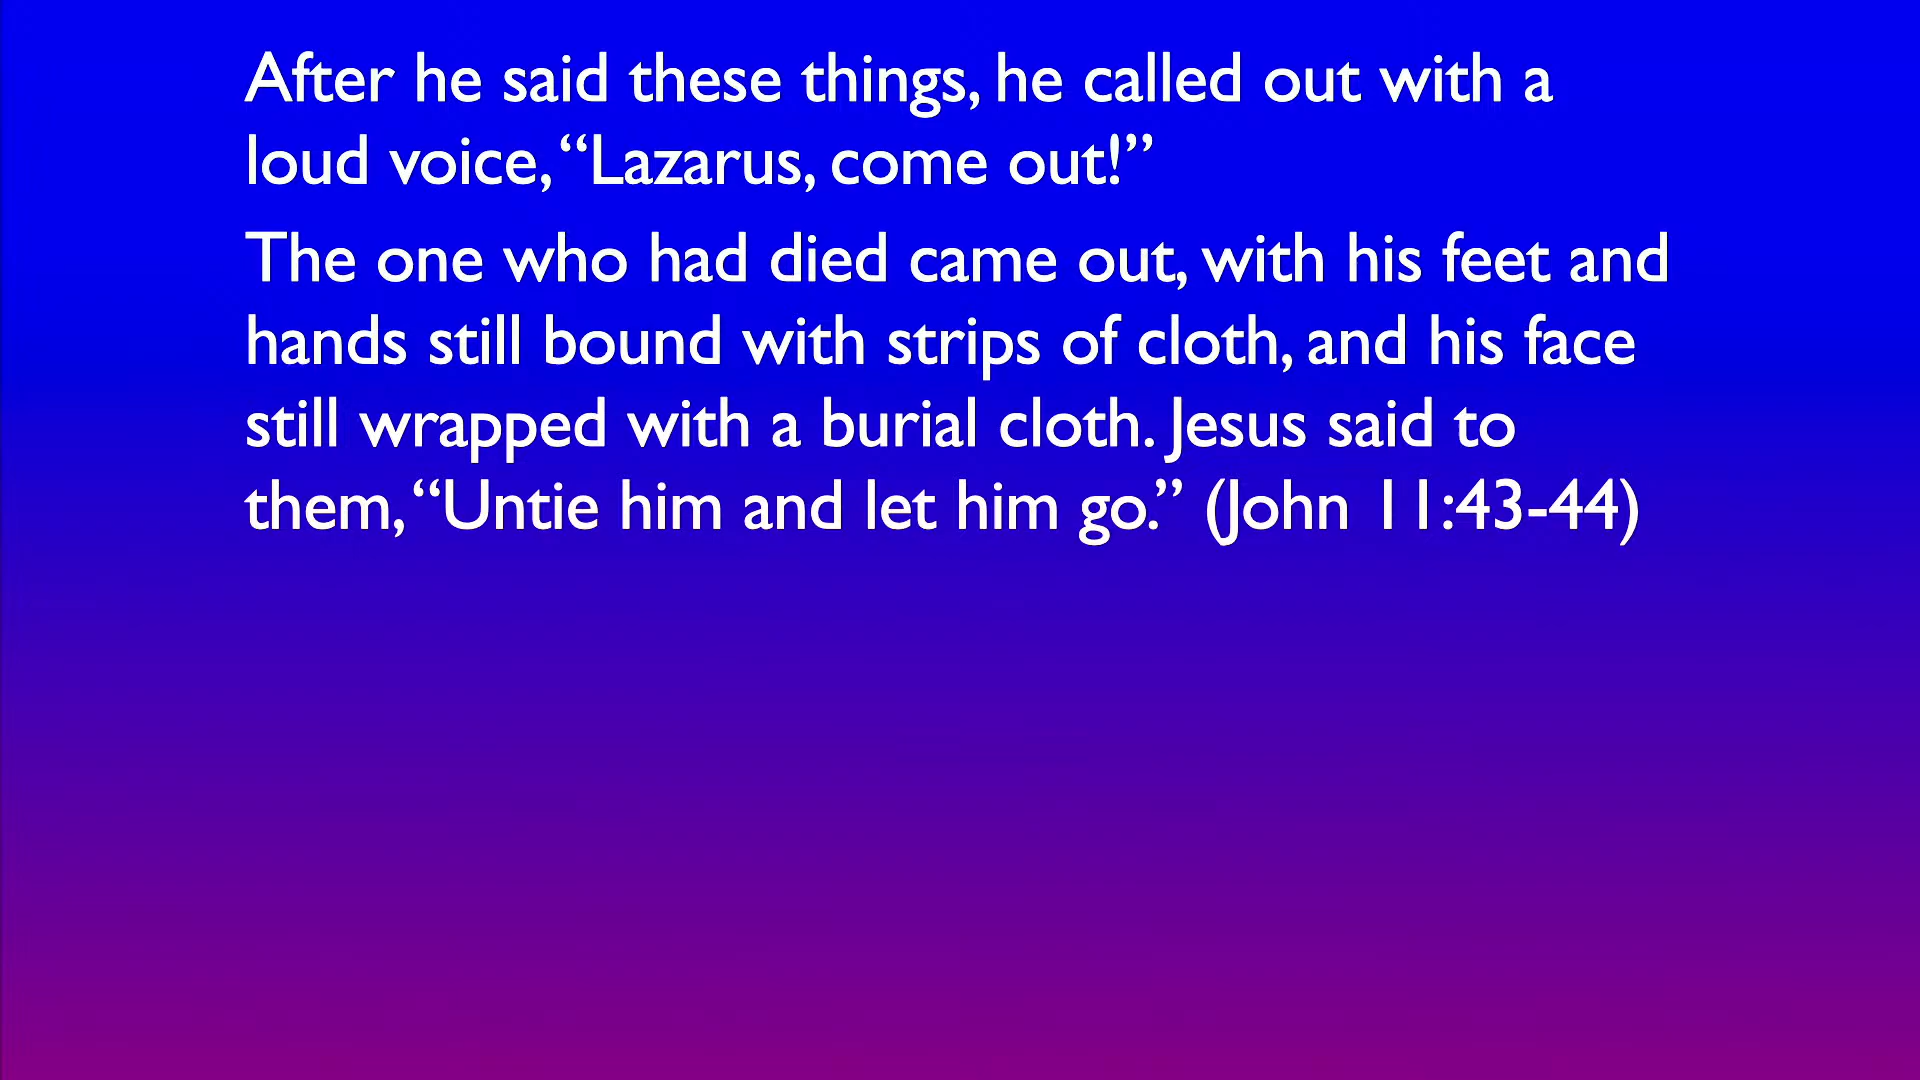 After he said these things, he called out with a
loud voice, “Lazarus, come out!”
The one who had died came out, with his feet and
hands still bound with strips of cloth, and his face
still wrapped with a burial cloth. Jesus said to
them, “Untie him and let him go.” (John 11:43-44)